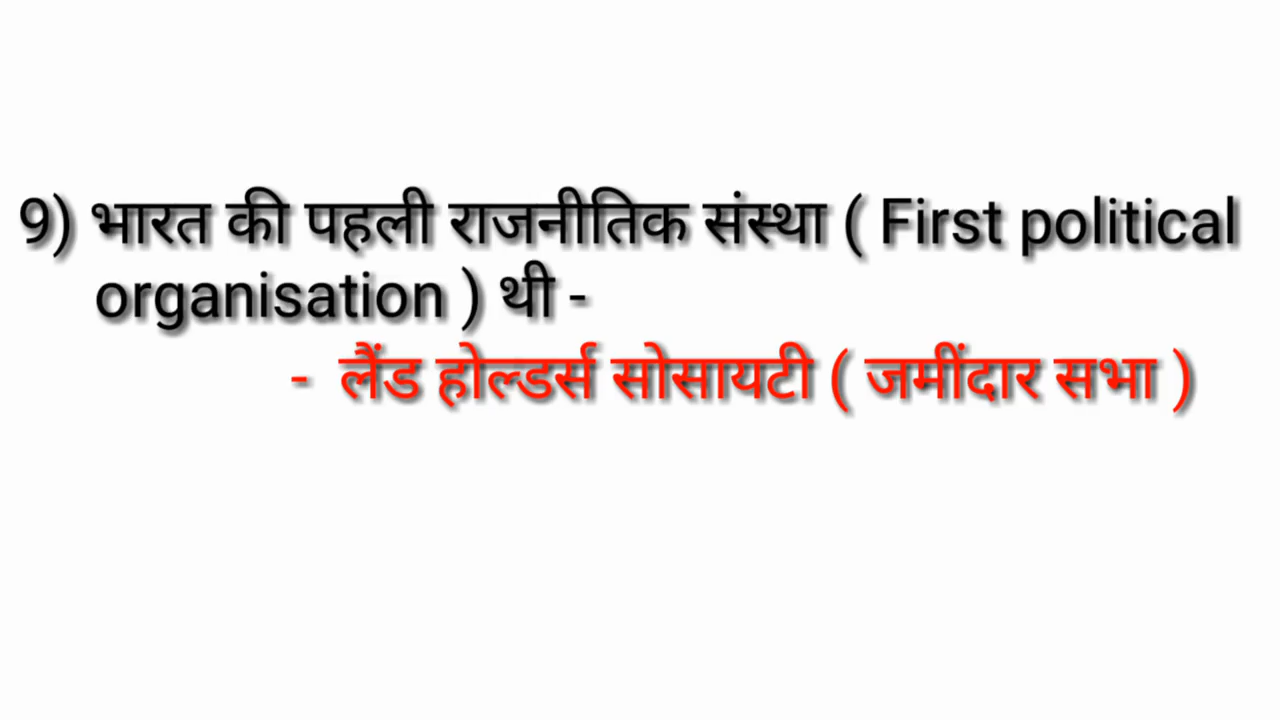 9) भारत की पहली राजनीतिक संस्था ( First political
organisation ) थी -
- लैंड होल्डर्स सोसायटी ( जमींदार सभा )